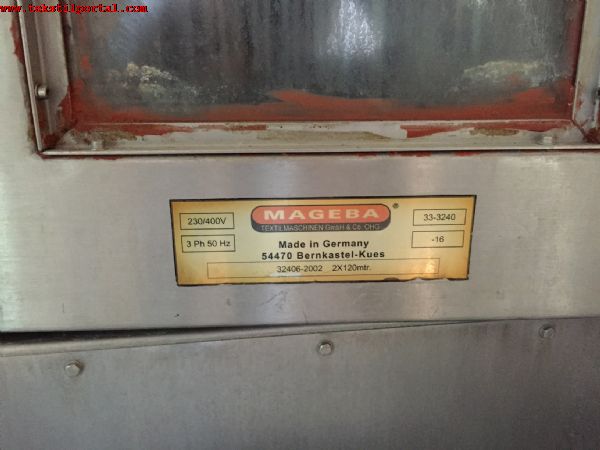 www.tekstilportal.com
230/400V
MAGEBA ®
33-3240
TEXTILMASCHINEN GmbH & Co. OHG
3 Ph 50 Hz
Made in Germany
-16
54470 Bernkastel-Kues
32406-2002 2X120mtr.